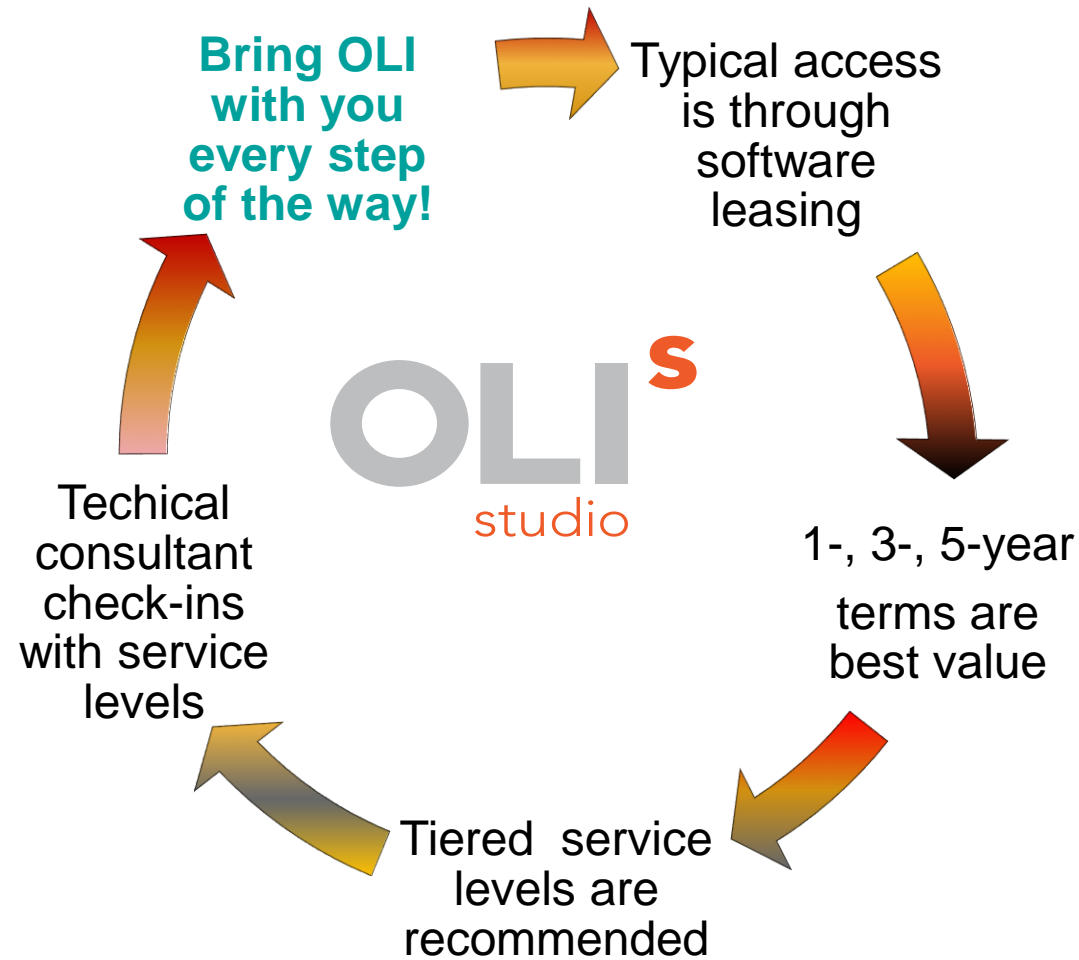 Bring OLI
with you
every step
of the way!
Typical access
is through
software
leasing
1-, 3-, 5-year
terms are
best value
Tiered  service
levels are
recommended
Techical
consultant
check-ins
with service
levels
OLI s
studio